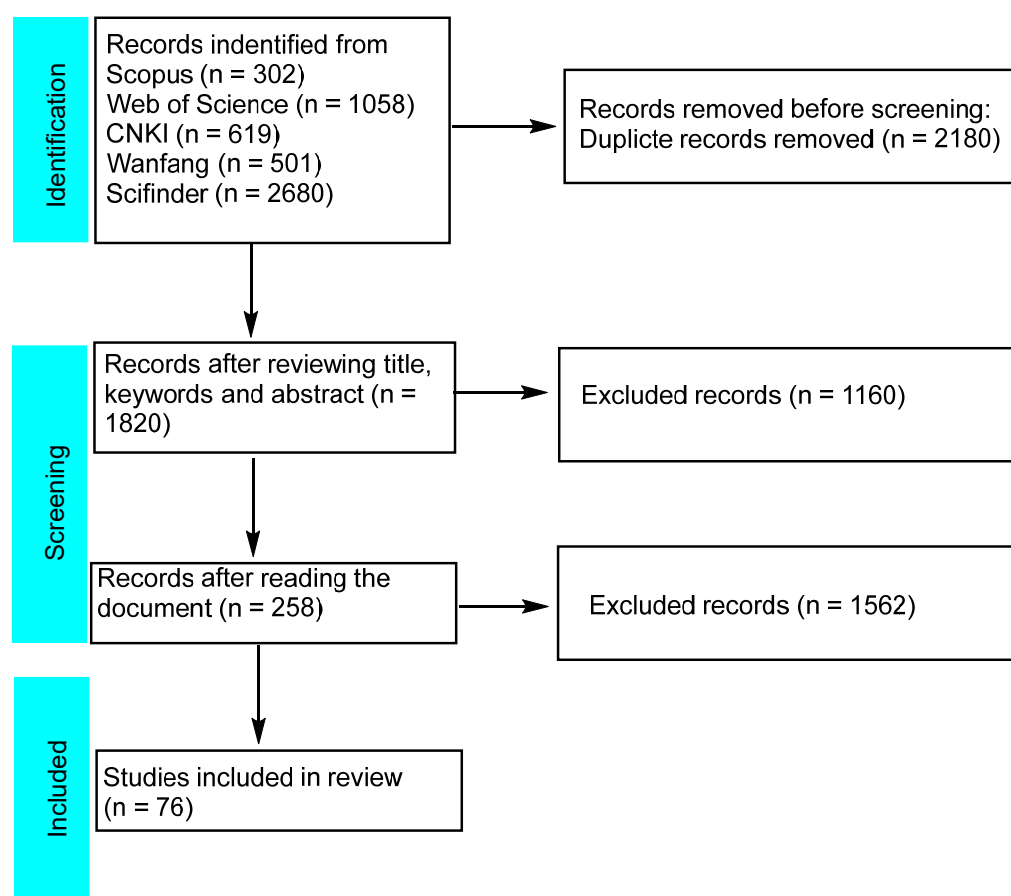 Identification
Records indentified from
Scopus (n = 302)
Web of Science (n = 1058)
CNKI (n = 619)
Wanfang (n = 501)
Scifinder (n = 2680)
Records removed before screening:
Duplicte records removed (n = 2180)
Screening
Records after reviewing title,
keywords and abstract (n =
1820)
Excluded records (n = 1160)
Records after reading the
document (n = 258)
Excluded records (n = 1562)
Included
Studies included in review
(n = 76)